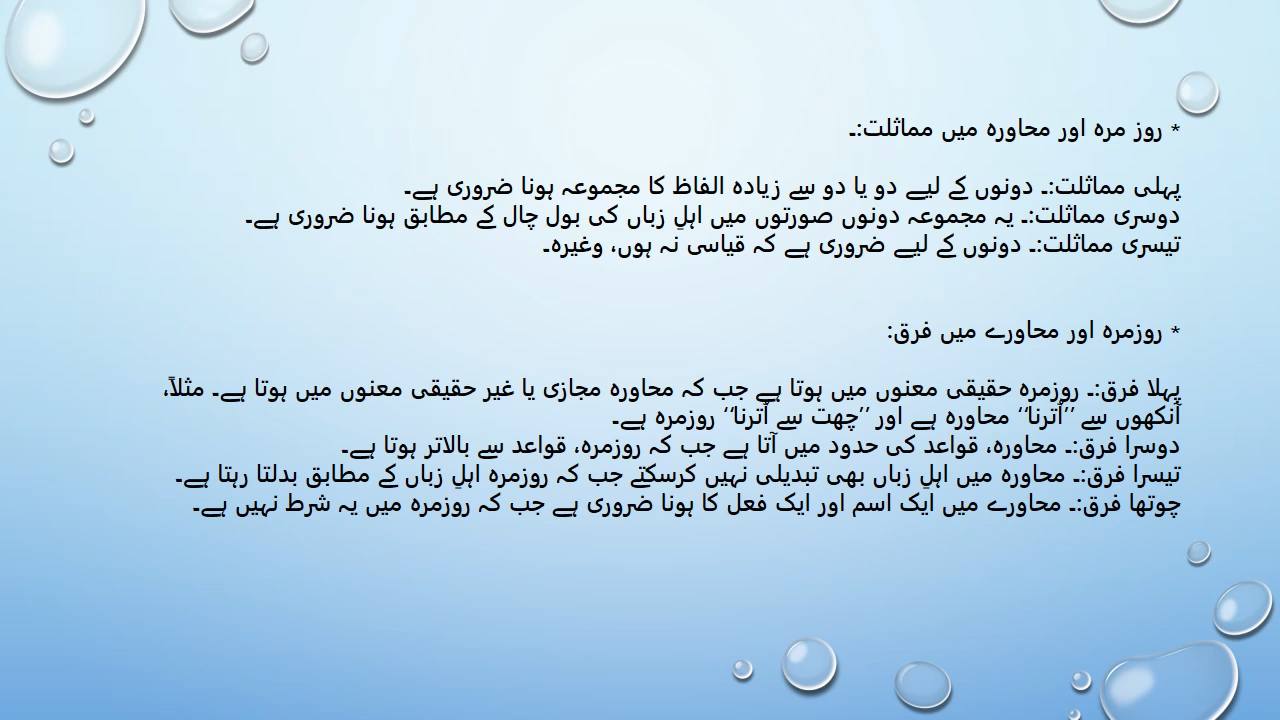 * روز مرہ اور محاورہ میں مماثلت:۔
پہلی مماثلت:۔ دونوں کے لیے دو یا دو سے زیادہ الفاظ کا مجموعہ ہونا ضروری ہے۔
دوسری مماثلت:۔ یہ مجموعہ دونوں صورتوں میں اہلِ زباں کی بول چال کے مطابق ہونا ضروری ہے۔
تیسری مماثلت:۔ دونوں کے لیے ضروری ہے کہ قیاسی نہ ہوں، وغیرہ۔
* روزمرہ اور محاورے میں فرق:
پہلا فرق:۔ روزمرہ حقیقی معنوں میں ہوتا ہے جب کہ محاورہ مجازی یا غیر حقیقی معنوں میں ہوتا ہے۔ مثلاً،
آنکھوں سے ’’اُترنا‘‘ محاورہ ہے اور ’’چھت سے اُترنا‘‘ روزمرہ ہے۔
دوسرا فرق:۔ محاورہ، قواعد کی حدود میں آتا ہے جب کہ روزمرہ، قواعد سے بالاتر ہوتا ہے۔
تیسرا فرق:۔ محاورہ میں اہلِ زباں بھی تبدیلی نہیں کرسکتے جب کہ روزمرہ اہلِ زباں کے مطابق بدلتا رہتا ہے۔
چوتھا فرق:۔ محاورے میں ایک اسم اور ایک فعل کا ہونا ضروری ہے جب کہ روزمرہ میں یہ شرط نہیں ہے۔